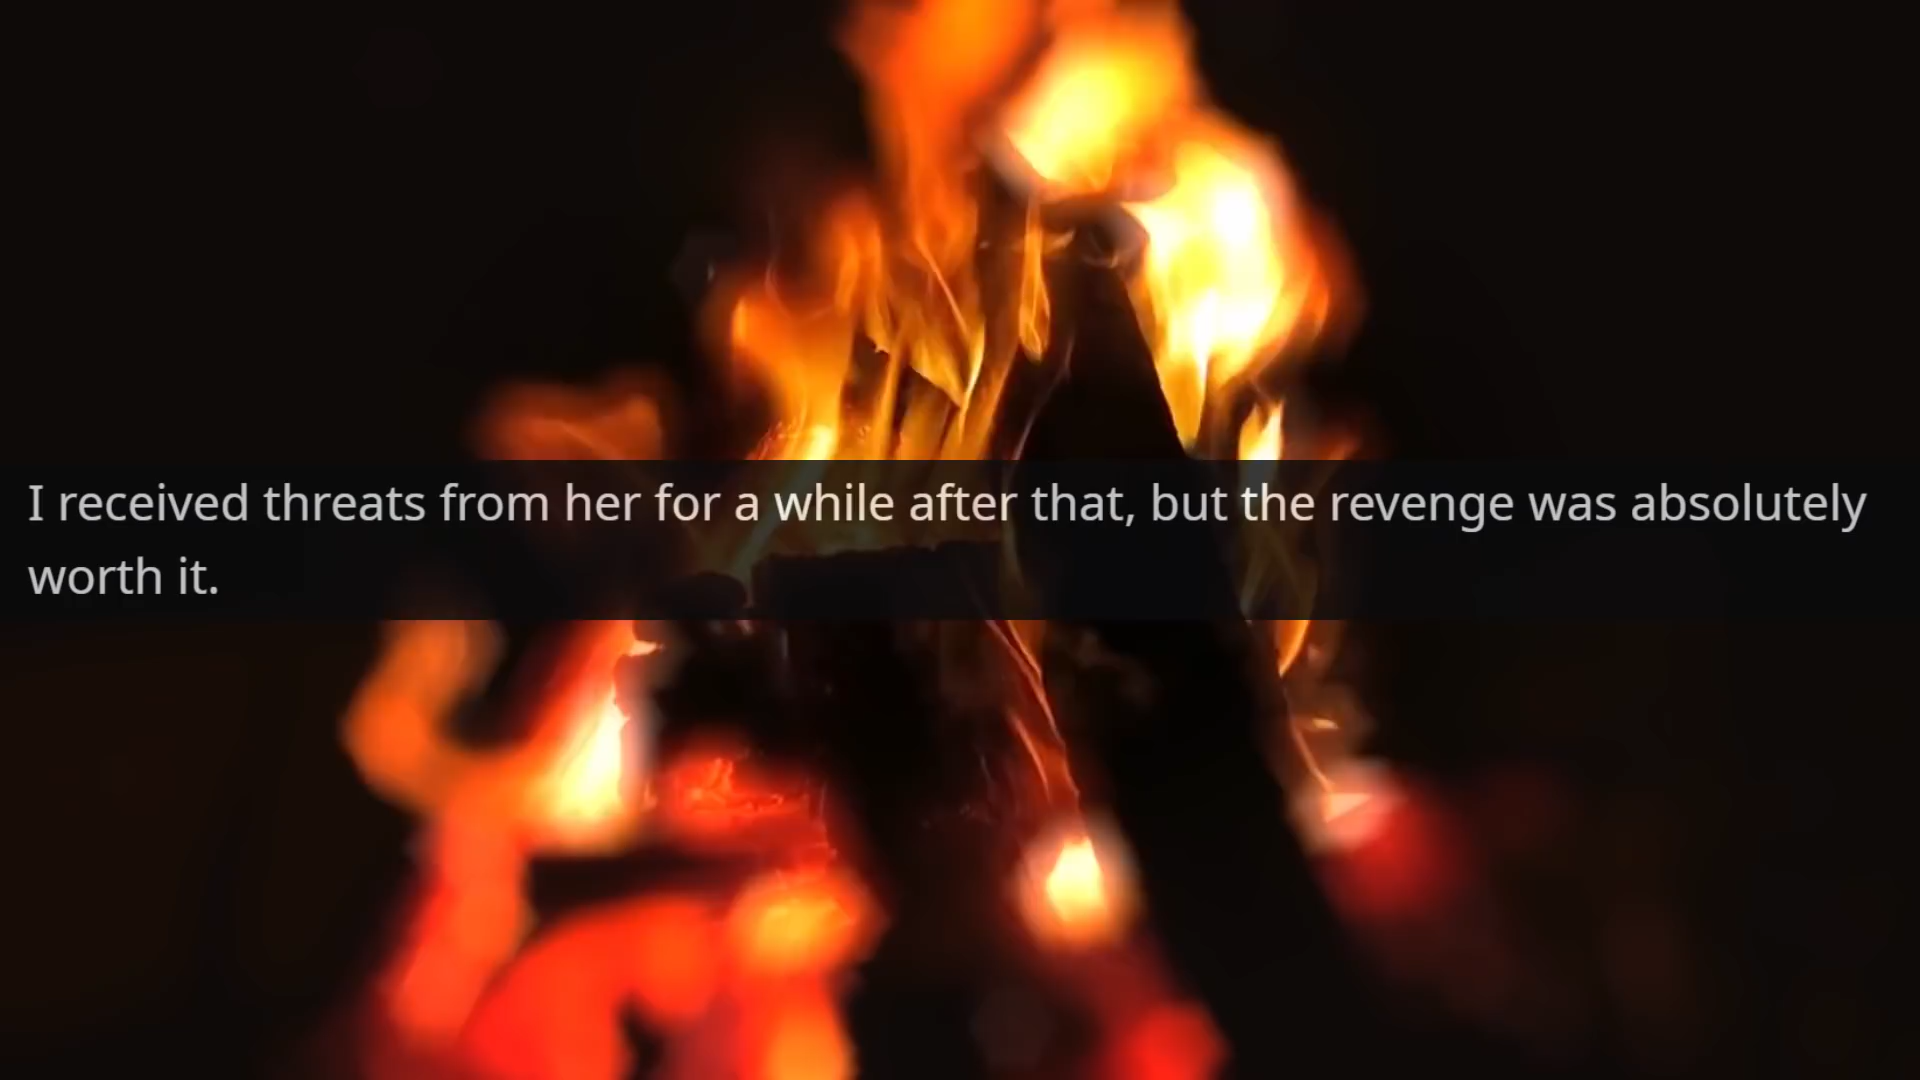 I received threats from her for a while after that, but the revenge was absolutely
worth it.